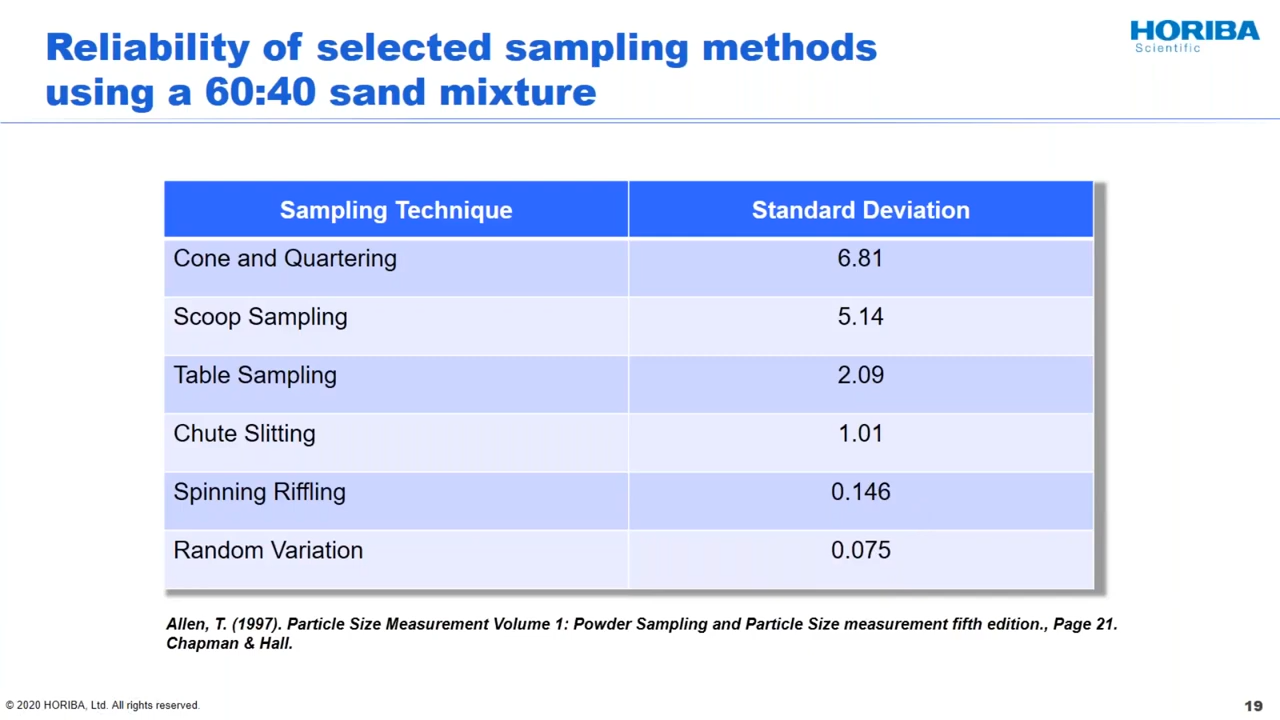 Reliability of selected sampling methods
using a 60:40 sand mixture
HORIBA
Scientific
Sampling Technique Standard Deviation
Cone and Quartering 6.81
Scoop Sampling 5.14
Table Sampling 2.09
Chute Slitting 1.01
Spinning Riffling 0.146
Random Variation 0.075
Allen, T. (1997). Particle Size Measurement Volume 1: Powder Sampling and Particle Size measurement fifth edition., Page 21.
Chapman & Hall.
© 2020 HORIBA, Ltd. All rights reserved.
19